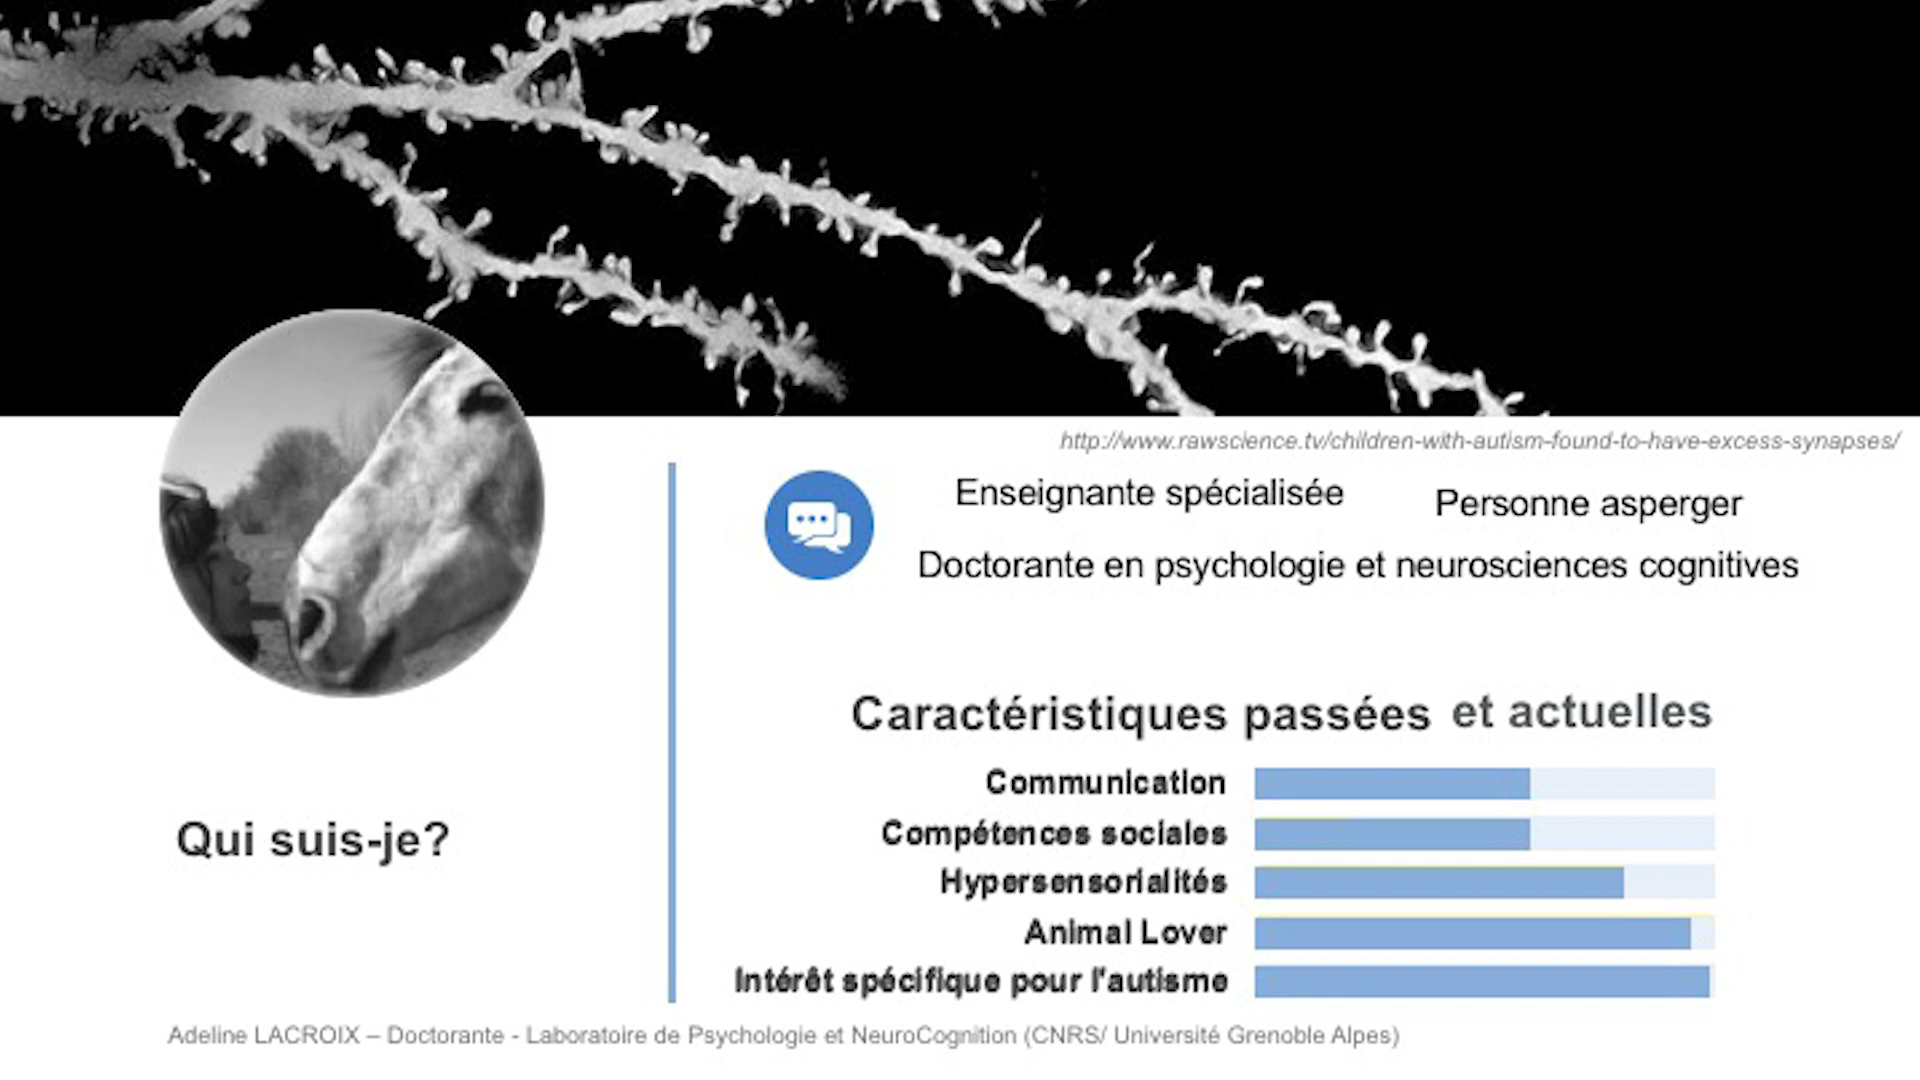 http://www.rawscience.tv/children-with-autism-found-to-have-excess-synapses/
Enseignante spécialisée
Personne asperger
Doctorante en psychologie et neurosciences cognitives
Qui suis-je?
Caractéristiques passées et actuelles
Communication
Compétences sociales
Hypersensorialités
Animal Lover
Intérêt spécifique pour l'autisme
Adeline LACROIX – Doctorante - Laboratoire de Psychologie et NeuroCognition (CNRS/ Université Grenoble Alpes)